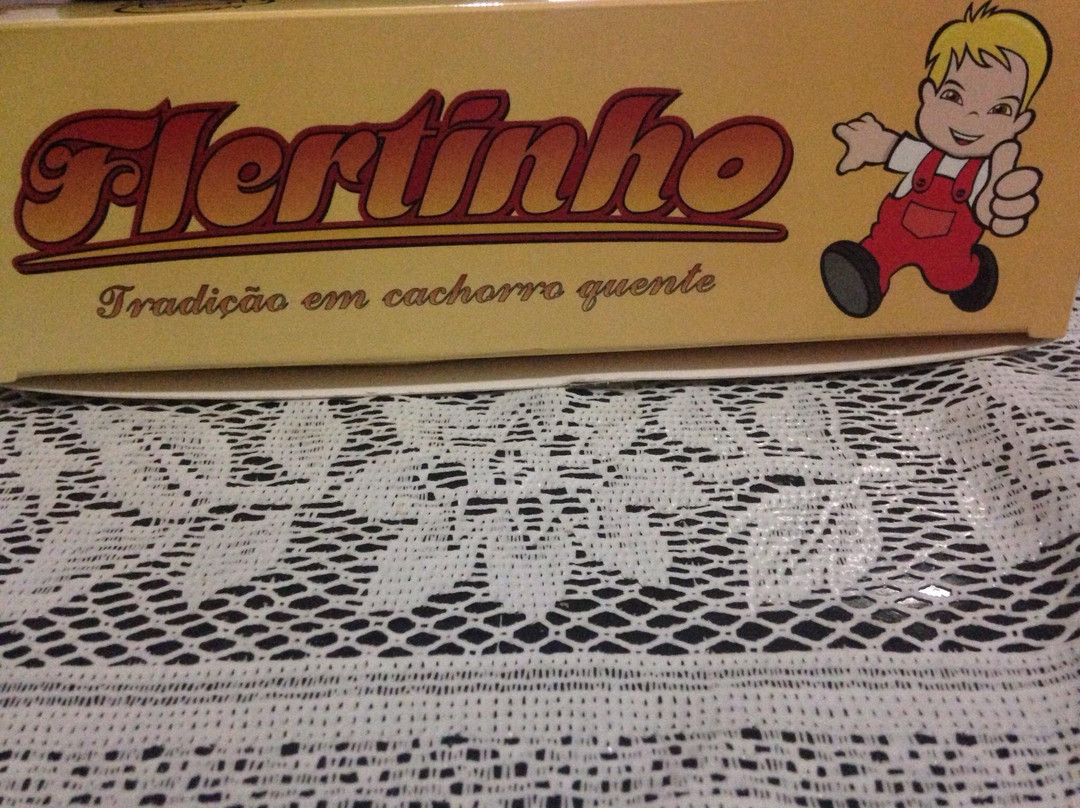 Flertinho
Tradição em cachorro quente